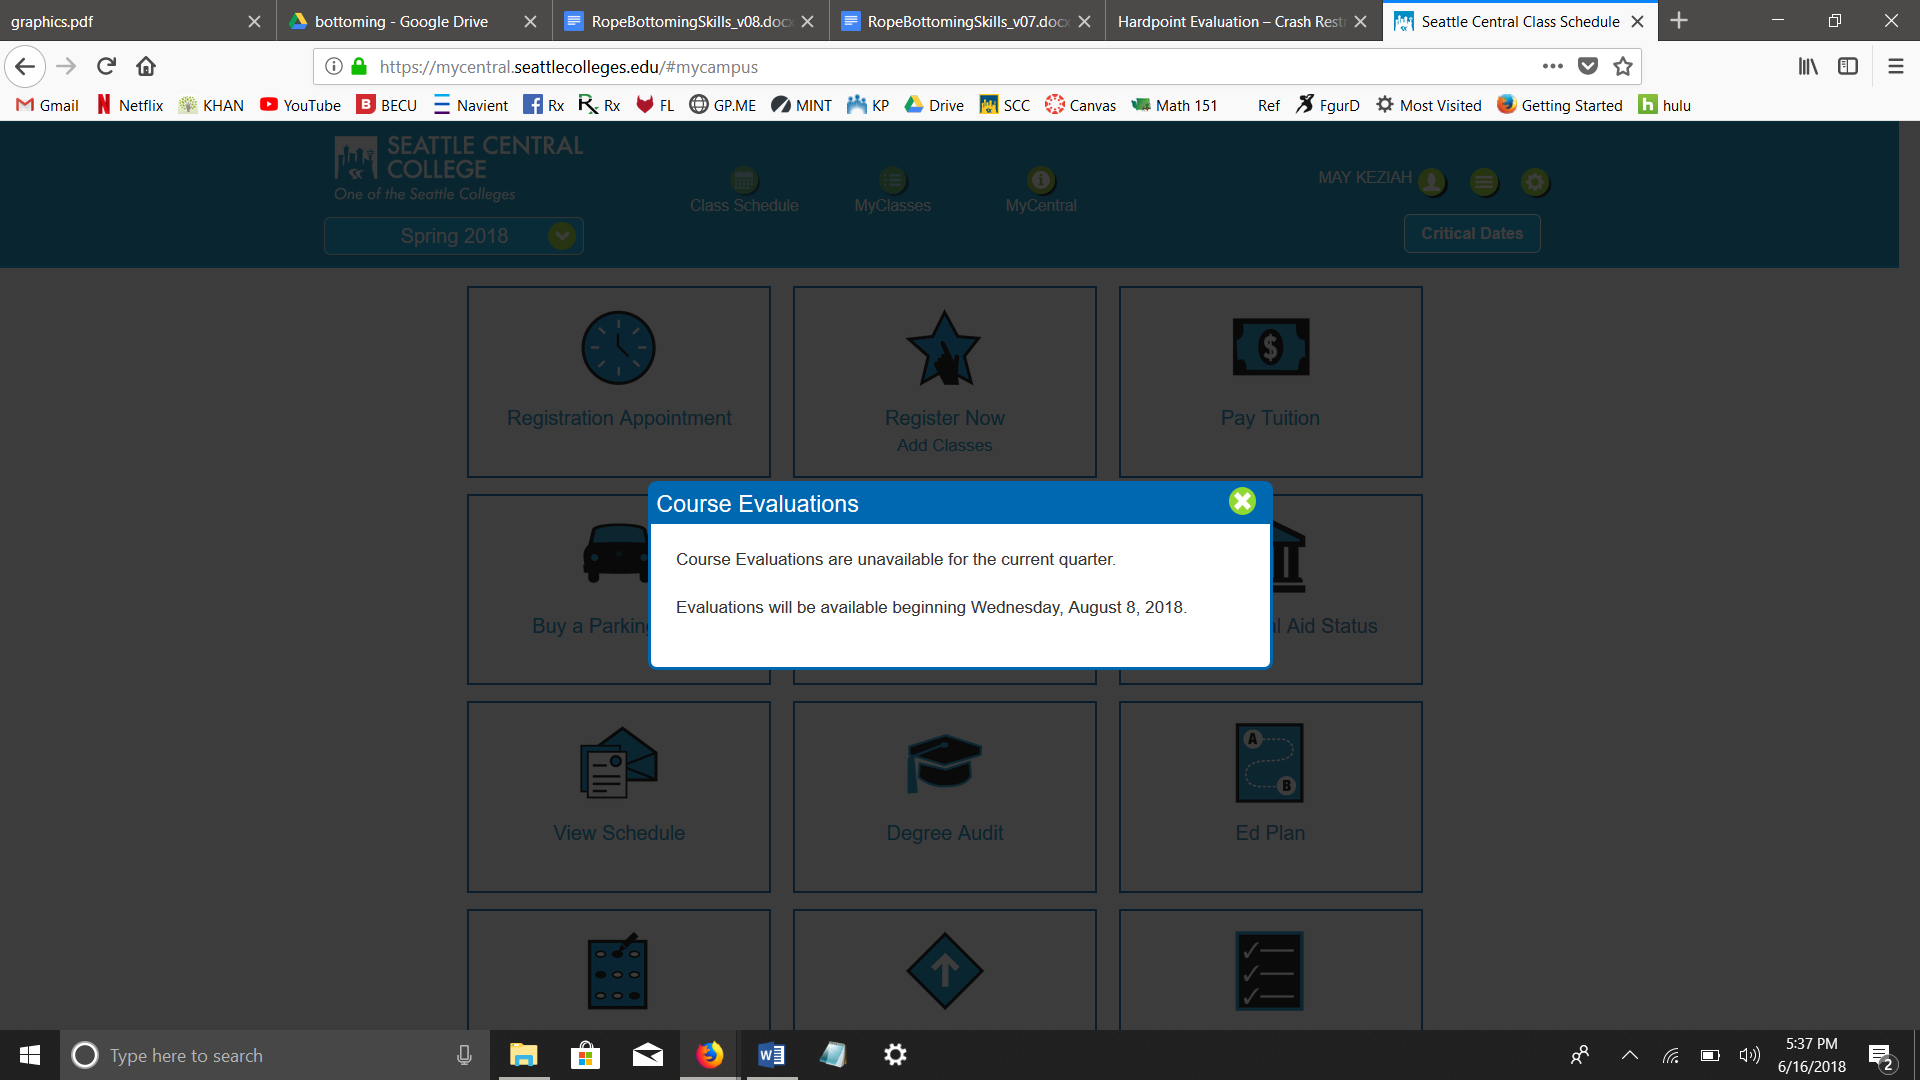 graphics.pdf
bottoming - Google Drive
RopeBottomingSkills_v08.docx
RopeBottomingSkills_v07.docx
Hardpoint Evaluation – Crash Restr
Seattle Central Class Schedule
https://mycentral.seattlecolleges.edu/#mycampus
Gmail Netflix KHAN YouTube BECU Navient Rx Rx FL GP.ME MINT KP Drive SCC Canvas Math 151 Ref FgurD Most Visited Getting Started hulu
SEATTLE CENTRAL
COLLEGE
One of the Seattle Colleges
Spring 2018
Class Schedule
MyClasses
MyCentral
MAY KEZIAH
Critical Dates
Registration Appointment
Register Now
Add Classes
Pay Tuition
Course Evaluations
Course Evaluations are unavailable for the current quarter.
Evaluations will be available beginning Wednesday, August 8, 2018.
Buy a Parking
l Aid Status
View Schedule
Degree Audit
A
B
Ed Plan
Type here to search
5:37 PM
6/16/2018
2